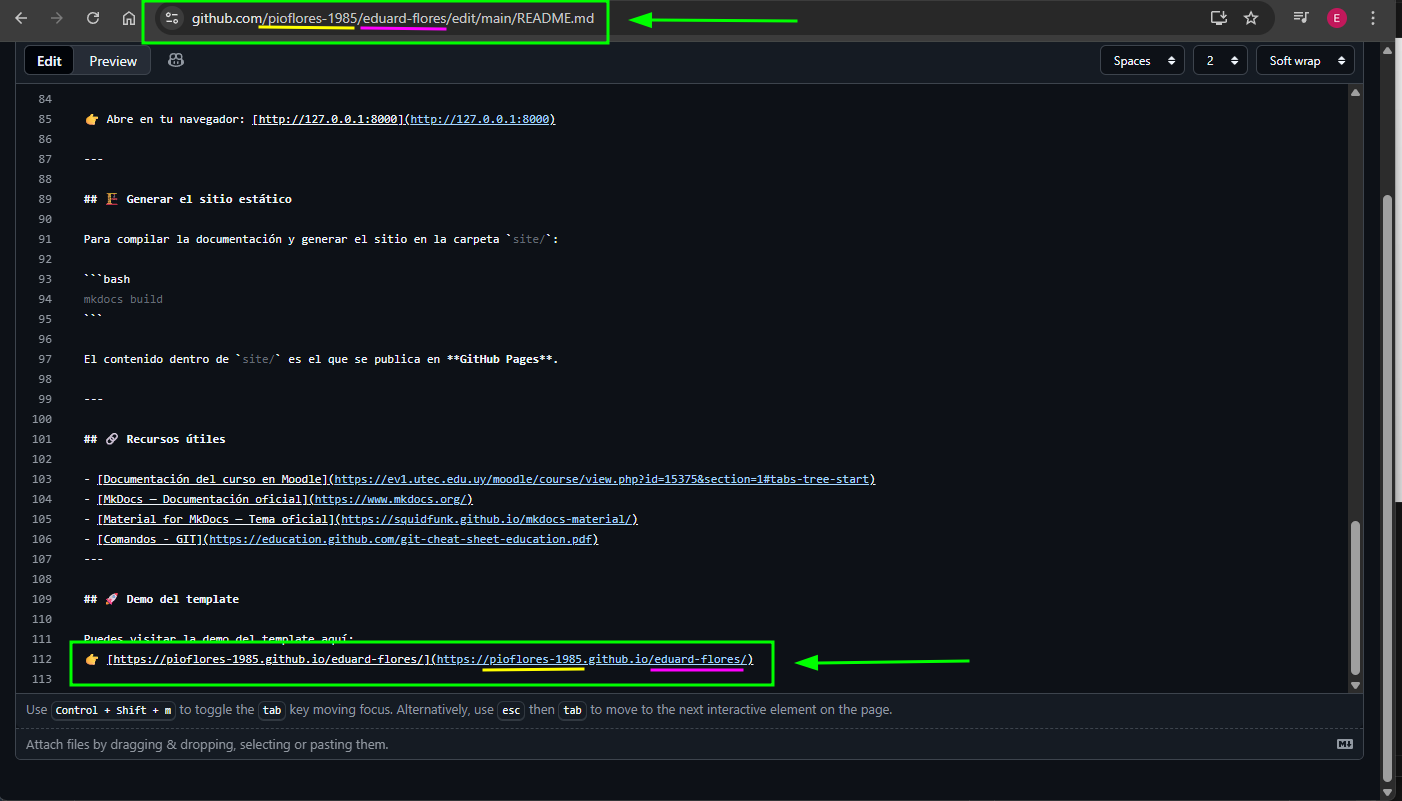 github.com/pioflores-1985/eduard-flores/edit/main/README.md
E
Edit Preview Spaces 2 Soft wrap
84
85 👉 Abre en tu navegador: [http://127.0.0.1:8000](http://127.0.0.1:8000)
86
87 ---
88
89 ## 🏗️ Generar el sitio estático
90
91 Para compilar la documentación y generar el sitio en la carpeta `site/`:
92
93 ```bash
94 mkdocs build
95 ```
96
97 El contenido dentro de `site/` es el que se publica en **GitHub Pages**.
98
99 ---
100
101 ## 🔗 Recursos útiles
102
103 - [Documentación del curso en Moodle](https://ev1.utec.edu.uy/moodle/course/view.php?id=15375&section=1#tabs-tree-start)
104 - [MkDocs – Documentación oficial](https://www.mkdocs.org/)
105 - [Material for MkDocs – Tema oficial](https://squidfunk.github.io/mkdocs-material/)
106 - [Comandos - GIT](https://education.github.com/git-cheat-sheet-education.pdf)
107 ---
108
109 ## 🚀 Demo del template
110
111 Puedes visitar la demo del template aquí:
112 👉 [https://pioflores-1985.github.io/eduard-flores/](https://pioflores-1985.github.io/eduard-flores/)
113
Use Control + Shift + m to toggle the tab key moving focus. Alternatively, use esc then tab to move to the next interactive element on the page.
Attach files by dragging & dropping, selecting or pasting them.